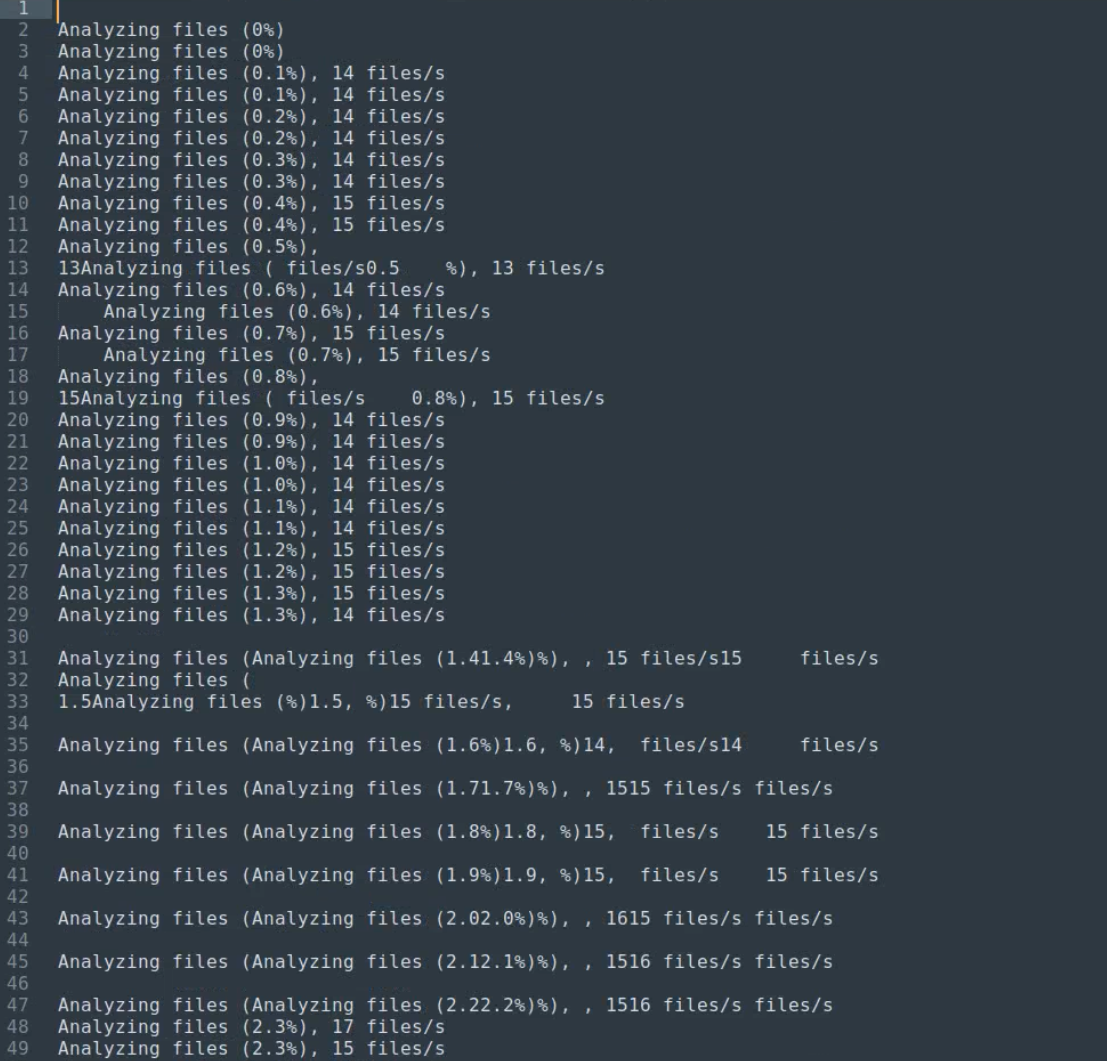 1
2 Analyzing files (0%)
3 Analyzing files (0%)
4 Analyzing files (0.1%), 14 files/s
5 Analyzing files (0.1%), 14 files/s
6 Analyzing files (0.2%), 14 files/s
7 Analyzing files (0.2%), 14 files/s
8 Analyzing files (0.3%), 14 files/s
9 Analyzing files (0.3%), 14 files/s
10 Analyzing files (0.4%), 15 files/s
11 Analyzing files (0.4%), 15 files/s
12 Analyzing files (0.5%),
13 13Analyzing files ( files/s0.5    %), 13 files/s
14 Analyzing files (0.6%), 14 files/s
15     Analyzing files (0.6%), 14 files/s
16 Analyzing files (0.7%), 15 files/s
17     Analyzing files (0.7%), 15 files/s
18 Analyzing files (0.8%),
19 15Analyzing files ( files/s    0.8%), 15 files/s
20 Analyzing files (0.9%), 14 files/s
21 Analyzing files (0.9%), 14 files/s
22 Analyzing files (1.0%), 14 files/s
23 Analyzing files (1.0%), 14 files/s
24 Analyzing files (1.1%), 14 files/s
25 Analyzing files (1.1%), 14 files/s
26 Analyzing files (1.2%), 15 files/s
27 Analyzing files (1.2%), 15 files/s
28 Analyzing files (1.3%), 15 files/s
29 Analyzing files (1.3%), 14 files/s
30
31 Analyzing files (Analyzing files (1.41.4%)%), , 15 files/s15     files/s
32 Analyzing files (
33 1.5Analyzing files (%)1.5, %)15 files/s,     15 files/s
34
35 Analyzing files (Analyzing files (1.6%)1.6, %)14,  files/s14     files/s
36
37 Analyzing files (Analyzing files (1.71.7%)%), , 1515 files/s files/s
38
39 Analyzing files (Analyzing files (1.8%)1.8, %)15,  files/s    15 files/s
40
41 Analyzing files (Analyzing files (1.9%)1.9, %)15,  files/s    15 files/s
42
43 Analyzing files (Analyzing files (2.02.0%)%), , 1615 files/s files/s
44
45 Analyzing files (Analyzing files (2.12.1%)%), , 1516 files/s files/s
46
47 Analyzing files (Analyzing files (2.22.2%)%), , 1516 files/s files/s
48 Analyzing files (2.3%), 17 files/s
49 Analyzing files (2.3%), 15 files/s